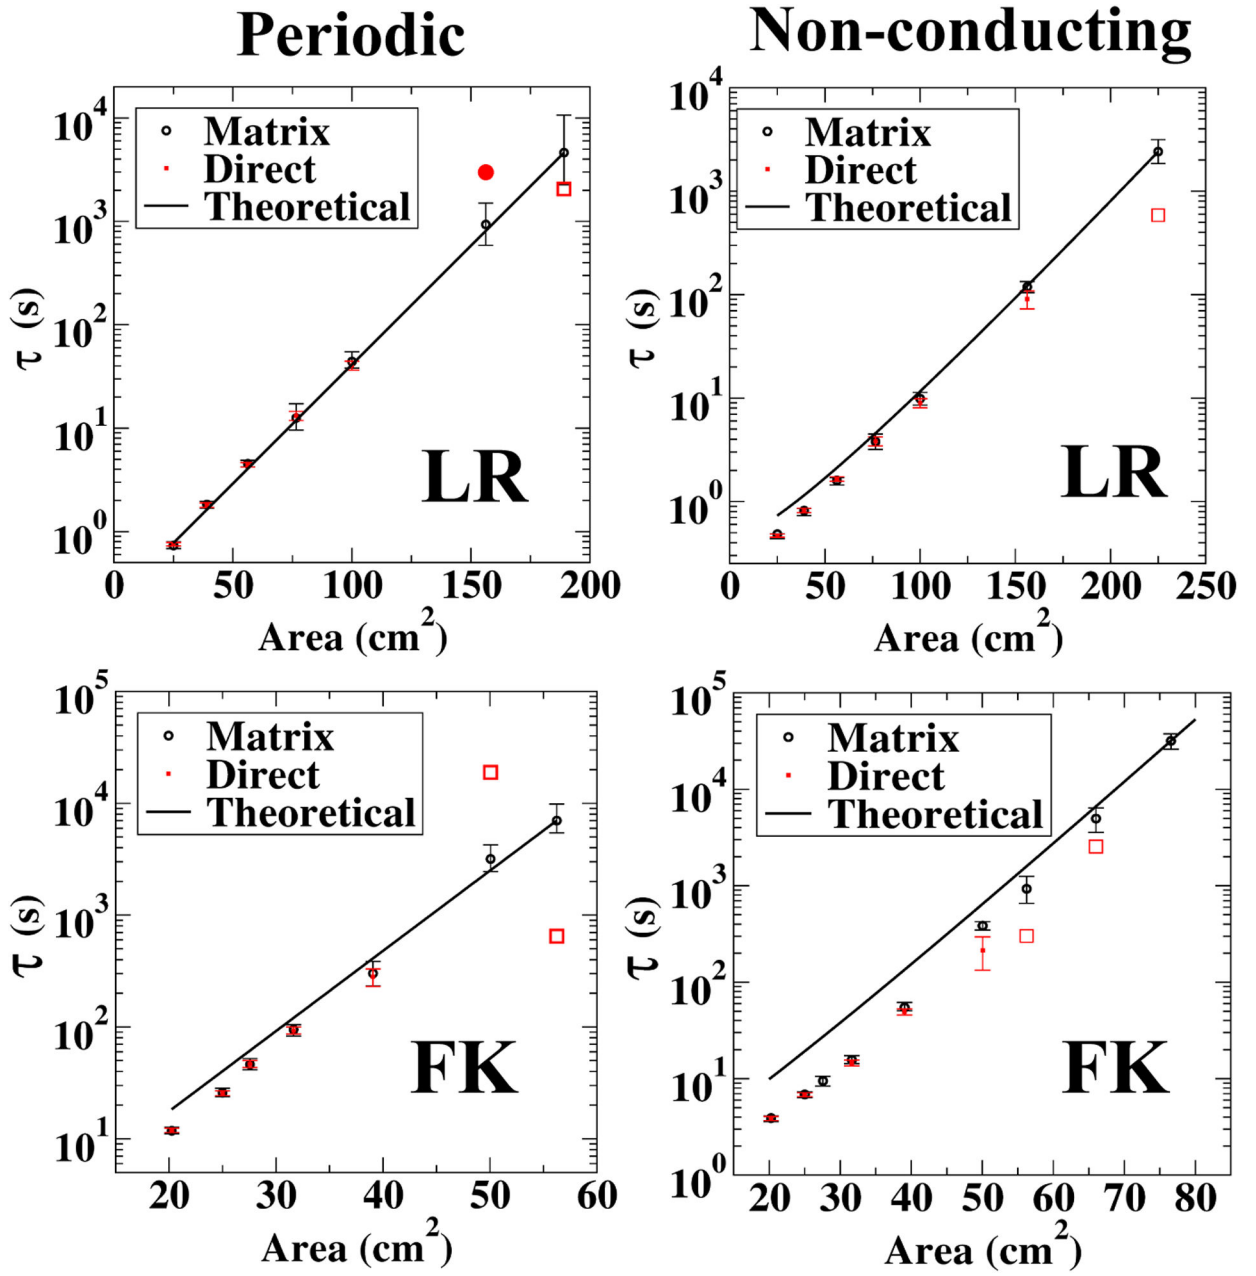 Periodic
Non-conducting
10^4
10^3
10^2
10^1
10^0
τ (s)
Matrix
Direct
Theoretical
LR
0 50 100 150 200
Area (cm^2)
10^4
10^3
10^2
10^1
10^0
τ (s)
Matrix
Direct
Theoretical
LR
0 50 100 150 200 250
Area (cm^2)
10^5
10^4
10^3
10^2
10^1
τ (s)
Matrix
Direct
Theoretical
FK
20 30 40 50 60
Area (cm^2)
10^5
10^4
10^3
10^2
10^1
10^0
τ (s)
Matrix
Direct
Theoretical
FK
20 30 40 50 60 70 80
Area (cm^2)